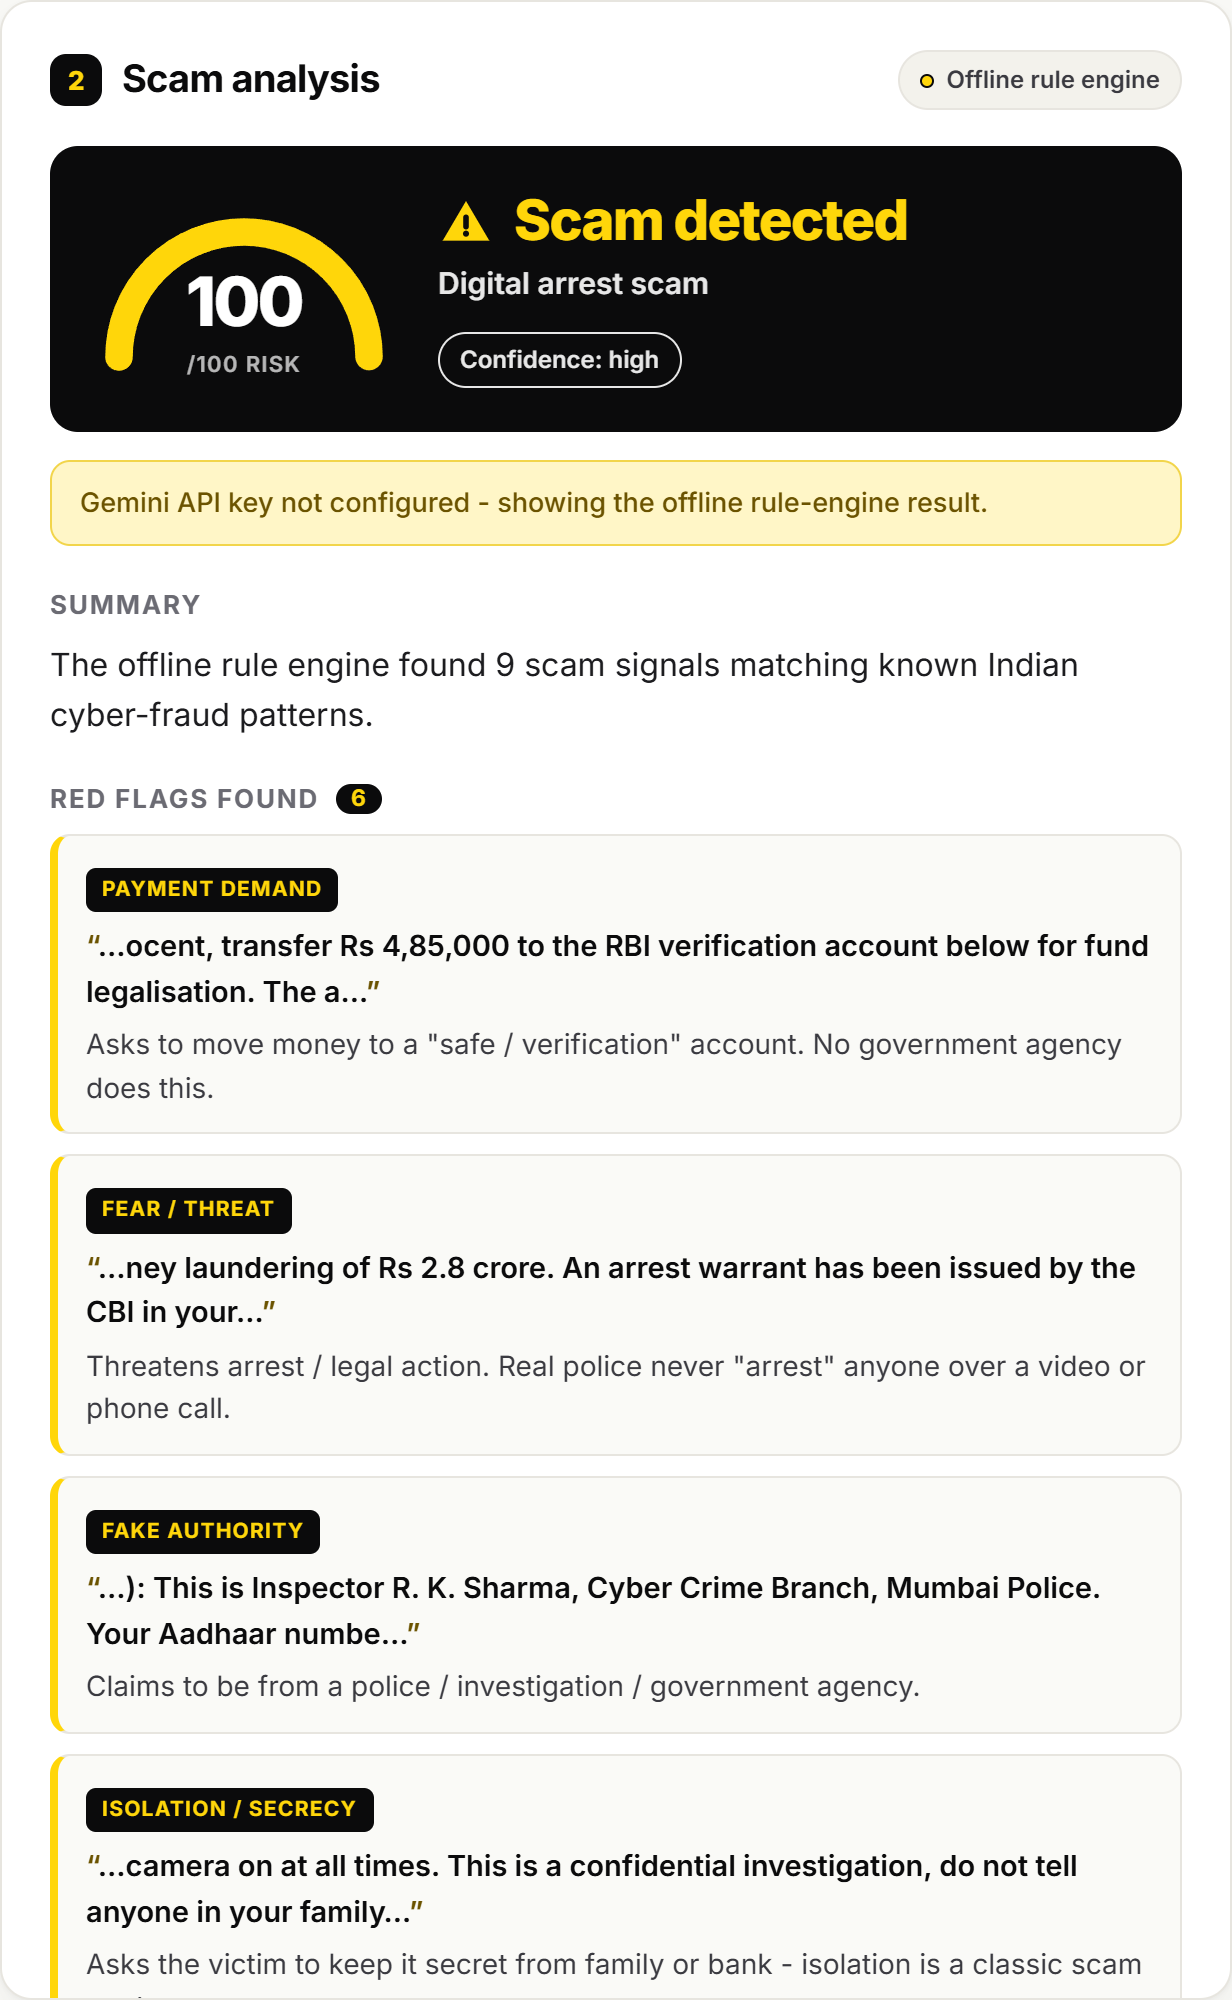 2 Scam analysis
Offline rule engine
Scam detected
Digital arrest scam
100
/100 RISK
Confidence: high
Gemini API key not configured - showing the offline rule-engine result.
SUMMARY
The offline rule engine found 9 scam signals matching known Indian
cyber-fraud patterns.
RED FLAGS FOUND 6
PAYMENT DEMAND
“…ocent, transfer Rs 4,85,000 to the RBI verification account below for fund
legalisation. The a…”
Asks to move money to a "safe / verification" account. No government agency
does this.
FEAR / THREAT
“…ney laundering of Rs 2.8 crore. An arrest warrant has been issued by the
CBI in your…”
Threatens arrest / legal action. Real police never "arrest" anyone over a video or
phone call.
FAKE AUTHORITY
“…): This is Inspector R. K. Sharma, Cyber Crime Branch, Mumbai Police.
Your Aadhaar numbe…”
Claims to be from a police / investigation / government agency.
ISOLATION / SECRECY
“…camera on at all times. This is a confidential investigation, do not tell
anyone in your family…”
Asks the victim to keep it secret from family or bank - isolation is a classic scam